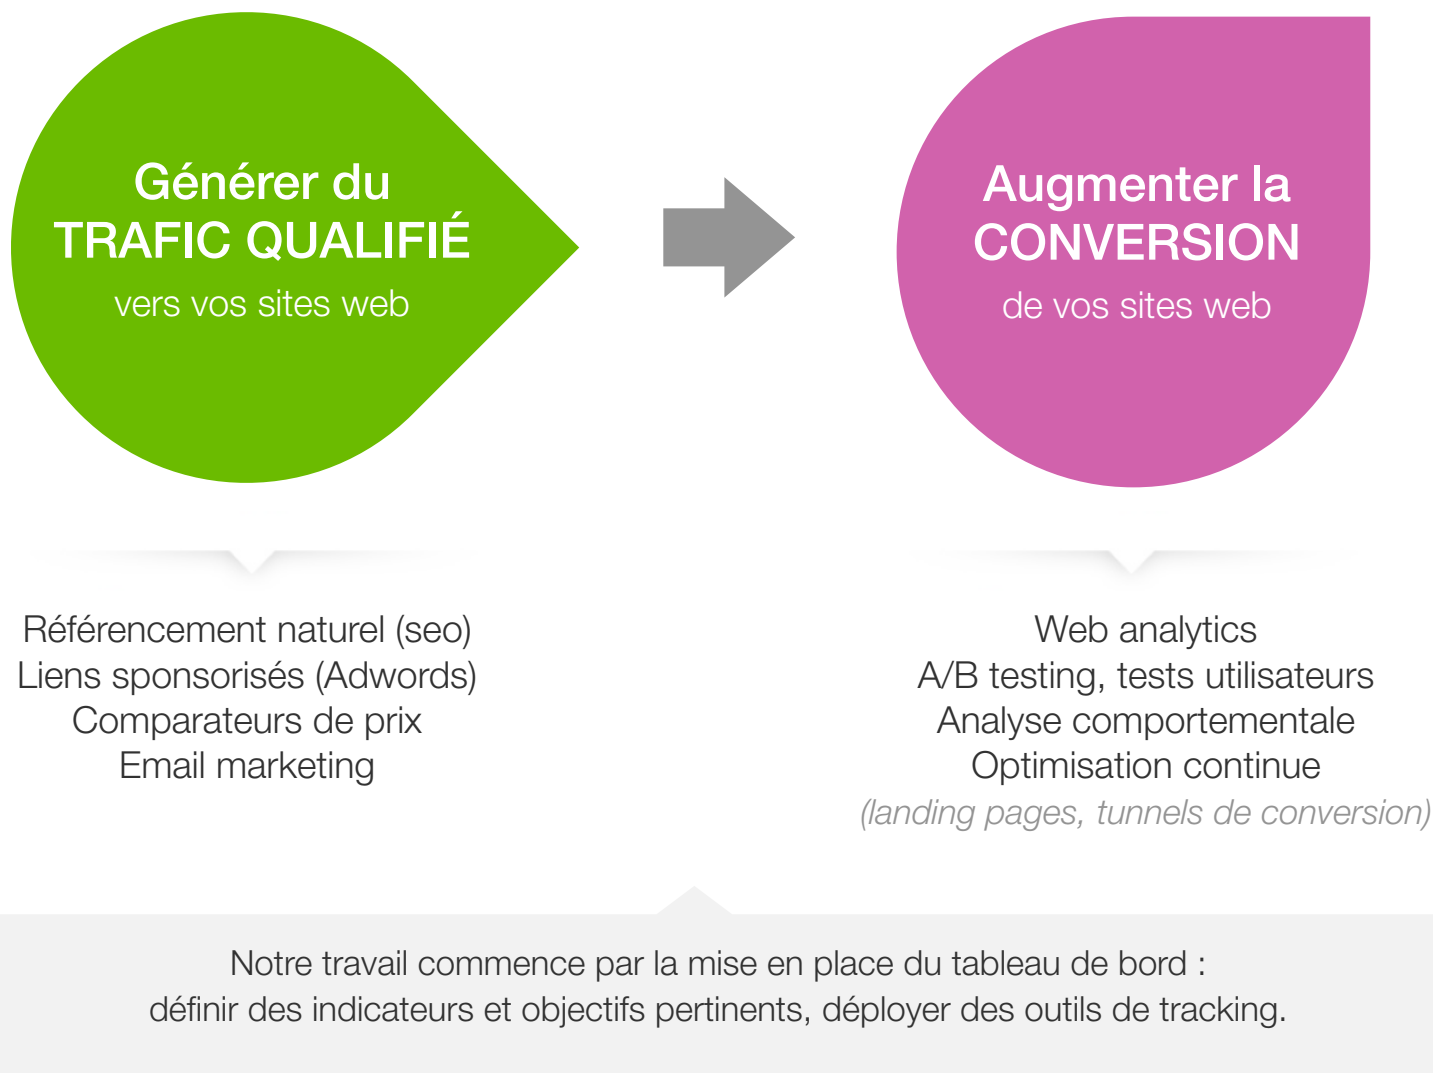 Générer du
TRAFIC QUALIFIÉ
vers vos sites web
Augmenter la
CONVERSION
de vos sites web
Référencement naturel (seo)
Liens sponsorisés (Adwords)
Comparateurs de prix
Email marketing
Web analytics
A/B testing, tests utilisateurs
Analyse comportementale
Optimisation continue
(landing pages, tunnels de conversion)
Notre travail commence par la mise en place du tableau de bord :
définir des indicateurs et objectifs pertinents, déployer des outils de tracking.